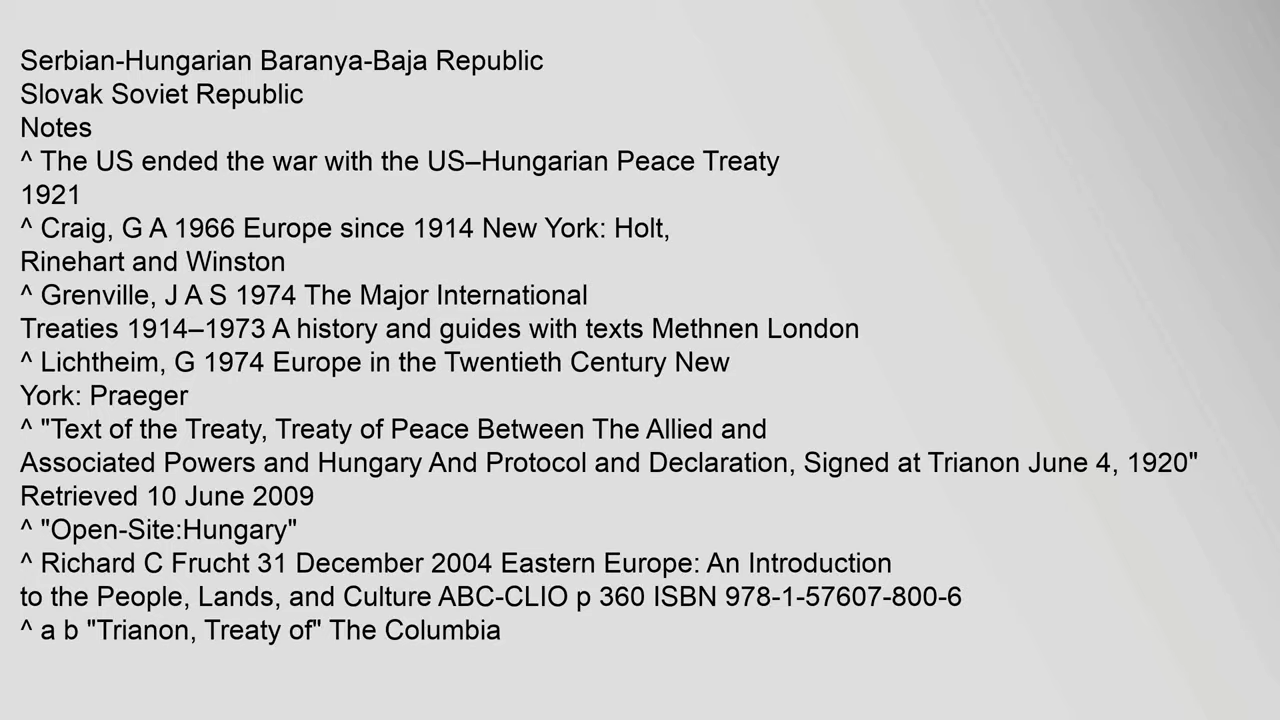 Serbian-Hungarian Baranya-Baja Republic
Slovak Soviet Republic
Notes
^ The US ended the war with the US–Hungarian Peace Treaty
1921
^ Craig, G A 1966 Europe since 1914 New York: Holt,
Rinehart and Winston
^ Grenville, J A S 1974 The Major International
Treaties 1914–1973 A history and guides with texts Methnen London
^ Lichtheim, G 1974 Europe in the Twentieth Century New
York: Praeger
^ "Text of the Treaty, Treaty of Peace Between The Allied and
Associated Powers and Hungary And Protocol and Declaration, Signed at Trianon June 4, 1920"
Retrieved 10 June 2009
^ "Open-Site:Hungary"
^ Richard C Frucht 31 December 2004 Eastern Europe: An Introduction
to the People, Lands, and Culture ABC-CLIO p 360 ISBN 978-1-57607-800-6
^ a b "Trianon, Treaty of" The Columbia